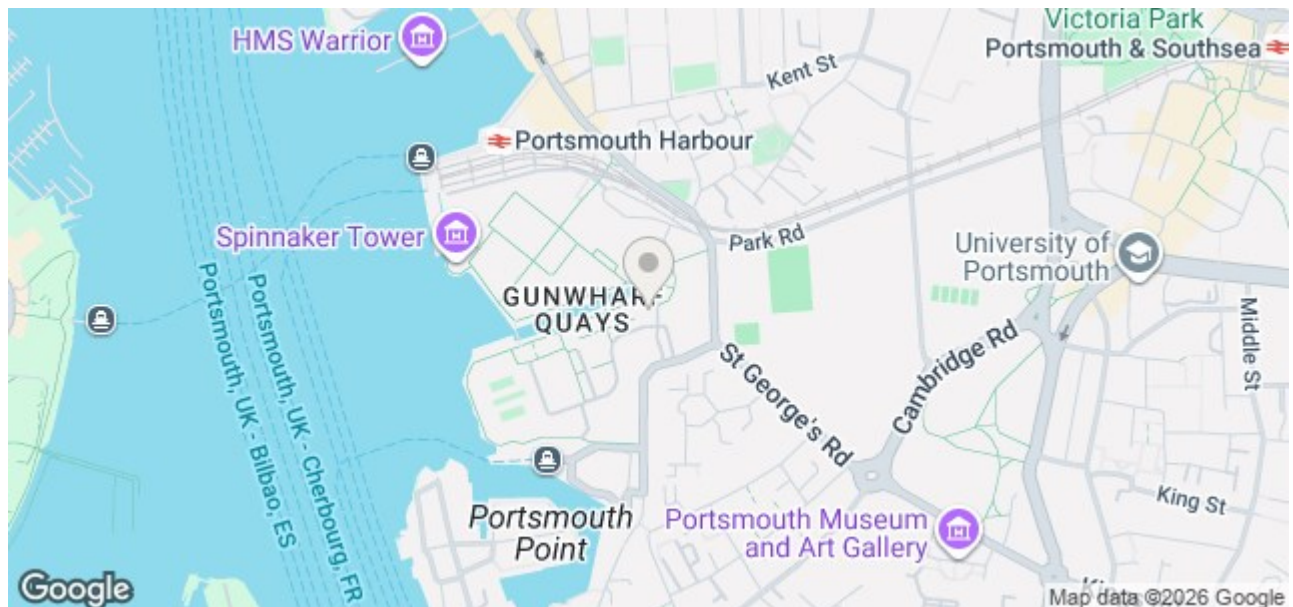 Victoria Park
HMS Warrior
Portsmouth & Southsea
Kent St
Portsmouth Harbour
Spinnaker Tower
Park Rd
University of
Portsmouth
GUNWHARF
QUAYS
Portsmouth, UK - Bilbao, ES
Portsmouth, UK - Cherbourg, FR
Middle St
St George's Rd
Cambridge Rd
King St
Portsmouth
Point
Portsmouth Museum
and Art Gallery
Google
Map data ©2026 Google